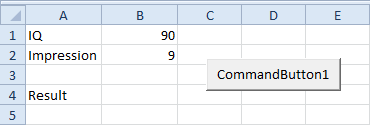 A B C D E
1 IQ 90
2 Impression 9
CommandButton1
3
4 Result
5